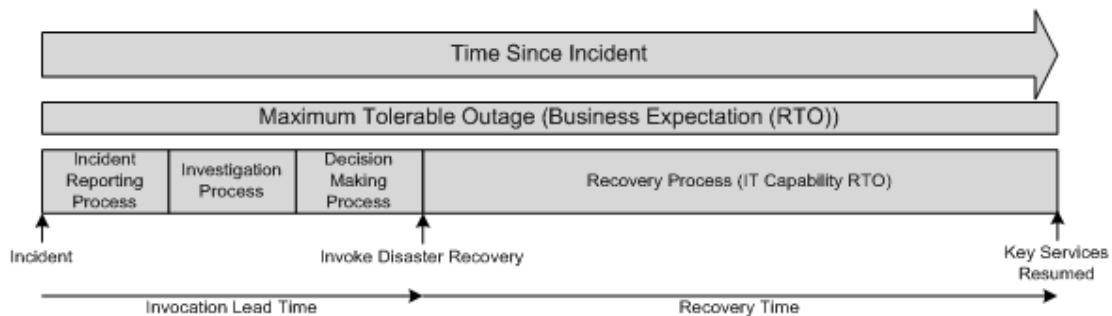 Time Since Incident
Maximum Tolerable Outage (Business Expectation (RTO))
Incident
Reporting
Process
Investigation
Process
Decision
Making
Process
Recovery Process (IT Capability RTO)
Incident
Invoke Disaster Recovery
Key Services
Resumed
Invocation Lead Time
Recovery Time